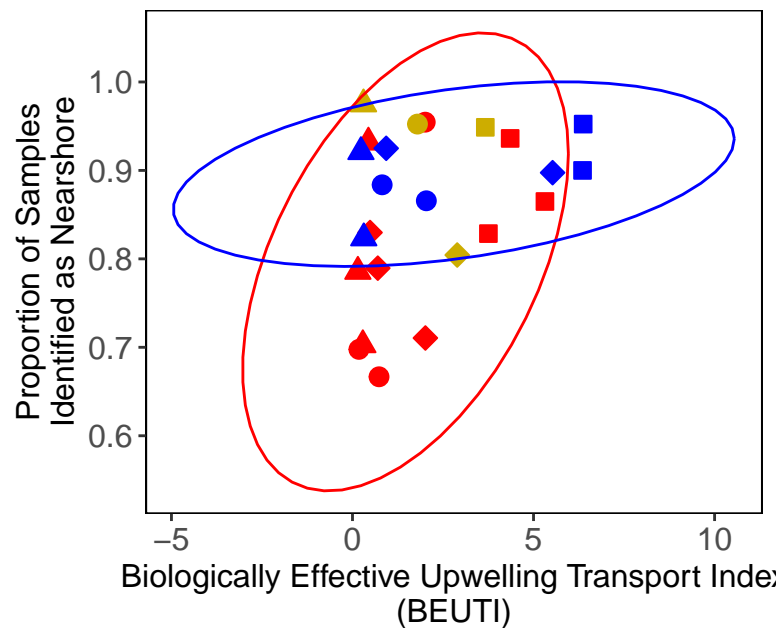 Proportion of Samples
Identified as Nearshore
1.0
0.9
0.8
0.7
0.6
−5 0 5 10
Biologically Effective Upwelling Transport Index
(BEUTI)